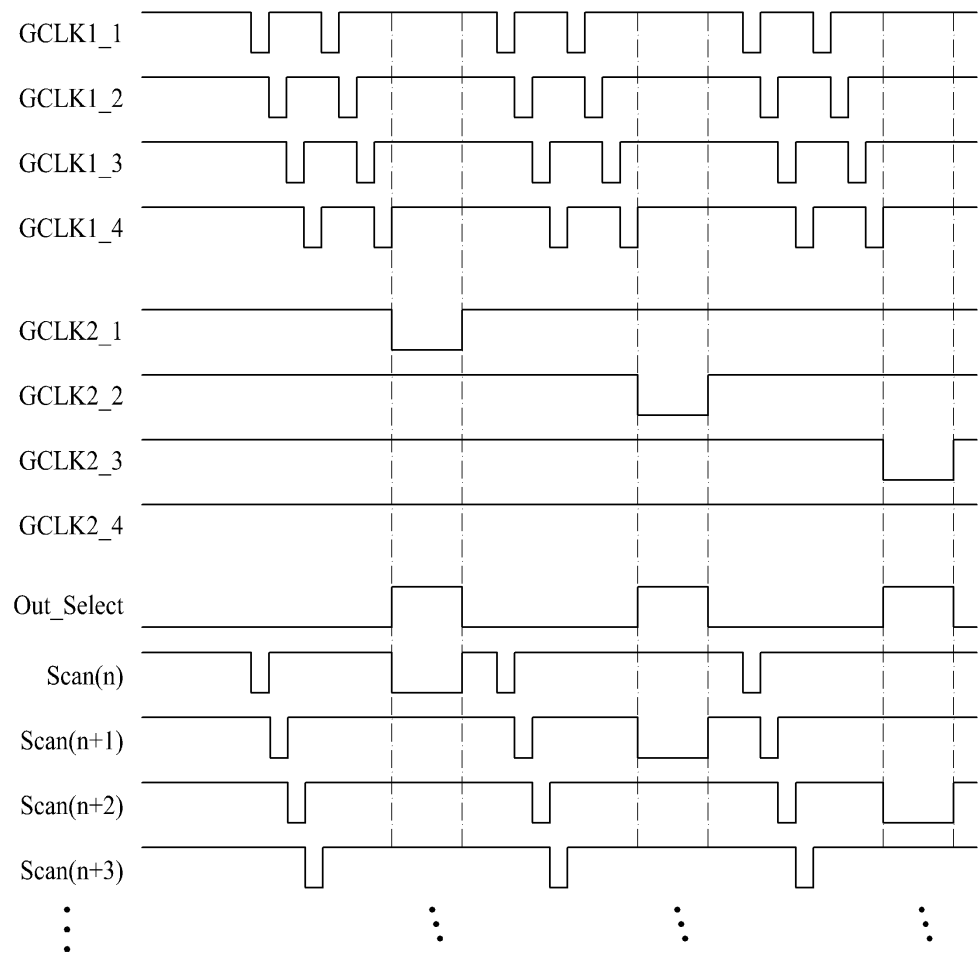 GCLK1_1
GCLK1_2
GCLK1_3
GCLK1_4
GCLK2_1
GCLK2_2
GCLK2_3
GCLK2_4
Out_Select
Scan(n)
Scan(n+1)
Scan(n+2)
Scan(n+3)